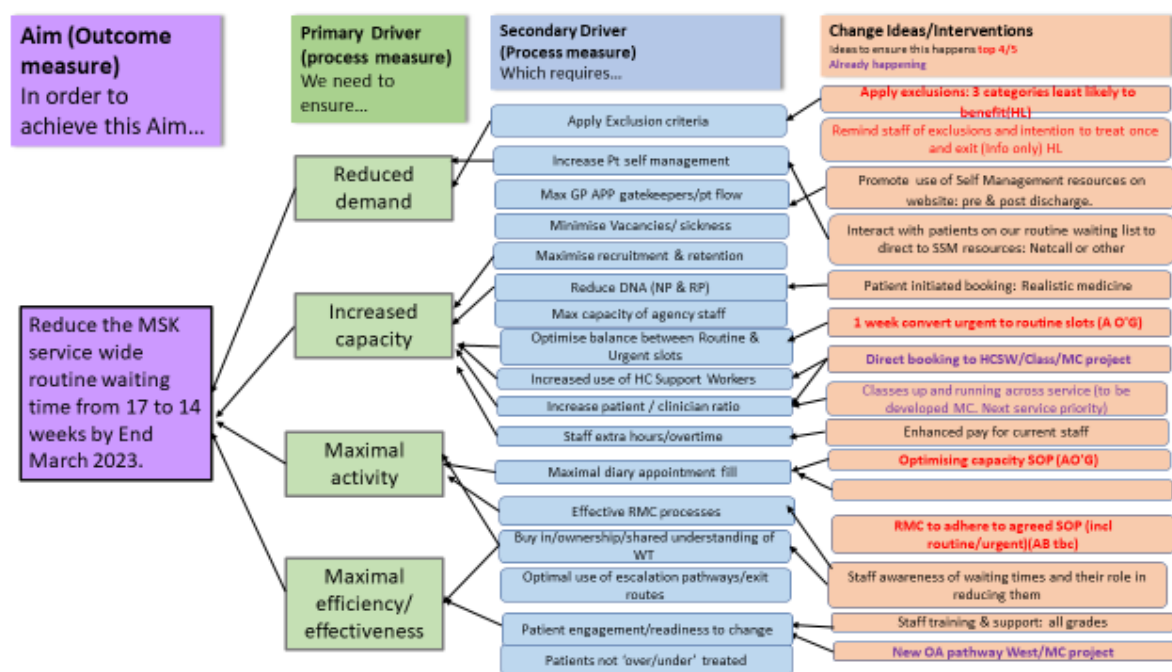 Aim (Outcome
measure)
In order to
achieve this Aim...
Primary Driver
(process measure)
We need to
ensure...
Secondary Driver
(Process measure)
Which requires...
Change Ideas/Interventions
Ideas to ensure this happens top 4/5
Already happening
Reduce the MSK
service wide
routine waiting
time from 17 to 14
weeks by End
March 2023.
Reduced
demand
Increased
capacity
Maximal
activity
Maximal
efficiency/
effectiveness
Apply Exclusion criteria
Increase Pt self management
Max GP APP gatekeepers/pt flow
Minimise Vacancies/ sickness
Maximise recruitment & retention
Reduce DNA (NP & RP)
Max capacity of agency staff
Optimise balance between Routine &
Urgent slots
Increased use of HC Support Workers
Increase patient / clinician ratio
Staff extra hours/overtime
Maximal diary appointment fill
Effective RMC processes
Buy in/ownership/shared understanding of
WT
Optimal use of escalation pathways/exit
routes
Patient engagement/readiness to change
Patients not 'over/under' treated
Apply exclusions: 3 categories least likely to
benefit(HL)
Remind staff of exclusions and intention to treat once
and exit (Info only) HL
Promote use of Self Management resources on
website: pre & post discharge.
Interact with patients on our routine waiting list to
direct to SSM resources: Netcall or other
Patient initiated booking: Realistic medicine
1 week convert urgent to routine slots (A O'G)
Direct booking to HCSW/Class/MC project
Classes up and running across service (to be
developed MC. Next service priority)
Enhanced pay for current staff
Optimising capacity SOP (AO'G)
RMC to adhere to agreed SOP (incl
routine/urgent)(AB tbc)
Staff awareness of waiting times and their role in
reducing them
Staff training & support: all grades
New OA pathway West/MC project